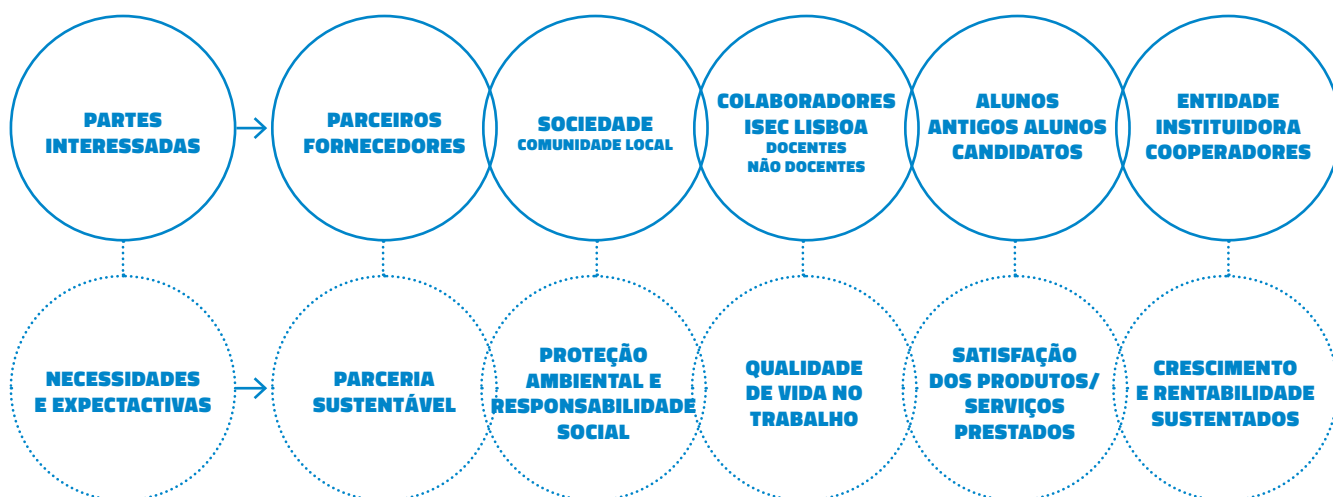 PARTES
INTERESSADAS
PARCEIROS
FORNECEDORES
SOCIEDADE
COMUNIDADE LOCAL
COLABORADORES
ISEC LISBOA
DOCENTES
NÃO DOCENTES
ALUNOS
ANTIGOS ALUNOS
CANDIDATOS
ENTIDADE
INSTITUIDORA
COOPERADORES
NECESSIDADES
E EXPECTACTIVAS
PARCERIA
SUSTENTÁVEL
PROTEÇÃO
AMBIENTAL E
RESPONSABILIDADE
SOCIAL
QUALIDADE
DE VIDA NO
TRABALHO
SATISFAÇÃO
DOS PRODUTOS/
SERVIÇOS
PRESTADOS
CRESCIMENTO
E RENTABILIDADE
SUSTENTADOS